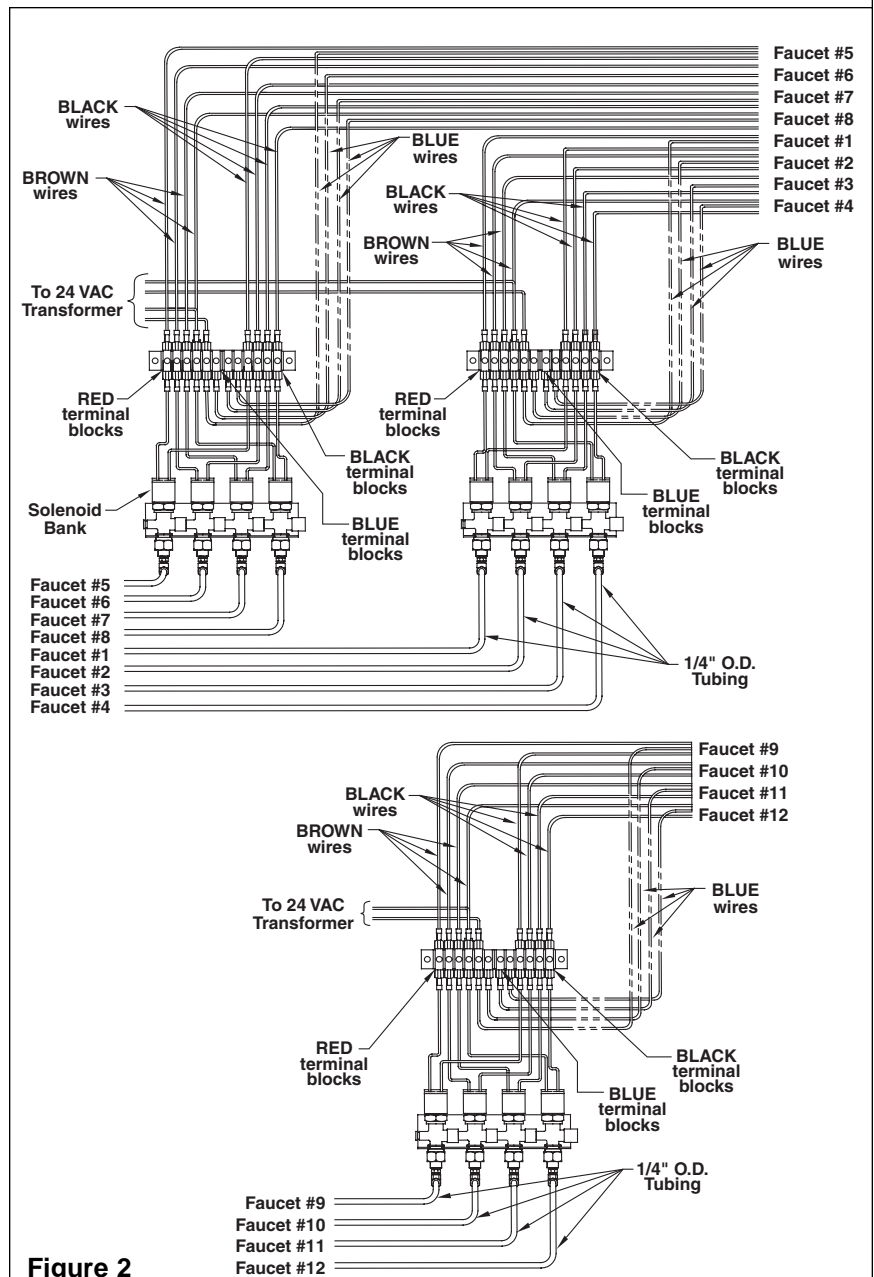 Faucet #5
Faucet #6
Faucet #7
Faucet #8
Faucet #1
Faucet #2
Faucet #3
Faucet #4
BLACK
wires
BLUE
wires
BROWN
wires
BLACK
wires
BROWN
wires
BLUE
wires
To 24 VAC
Transformer
RED
terminal
blocks
BLACK
terminal
blocks
BLUE
terminal
blocks
RED
terminal
blocks
BLACK
terminal
blocks
BLUE
terminal
blocks
Solenoid
Bank
Faucet #5
Faucet #6
Faucet #7
Faucet #8
Faucet #1
Faucet #2
Faucet #3
Faucet #4
1/4" O.D.
Tubing
Faucet #9
Faucet #10
Faucet #11
Faucet #12
BLACK
wires
BROWN
wires
BLUE
wires
To 24 VAC
Transformer
RED
terminal
blocks
BLACK
terminal
blocks
BLUE
terminal
blocks
1/4" O.D.
Tubing
Faucet #9
Faucet #10
Faucet #11
Faucet #12
Figure 2